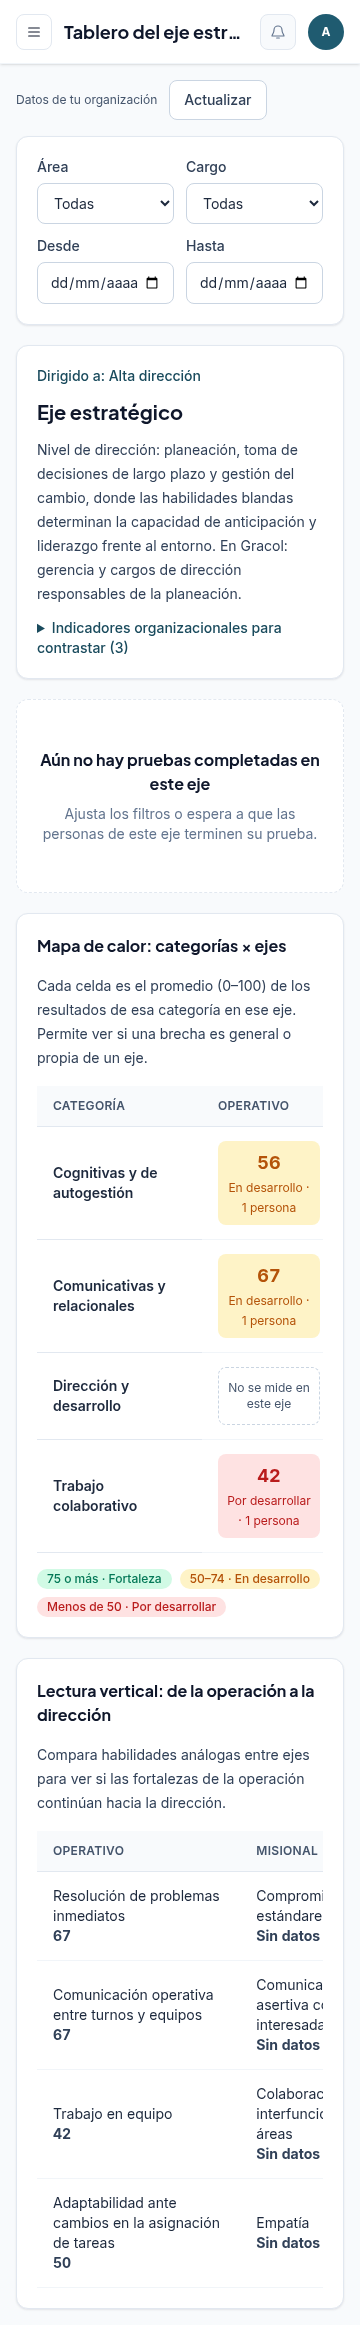 Tablero del eje estr…
A
Datos de tu organización
Actualizar
Área
Cargo
Todas
Todas
Desde
Hasta
dd/mm/aaaa
dd/mm/aaaa
Dirigido a: Alta dirección
Eje estratégico
Nivel de dirección: planeación, toma de
decisiones de largo plazo y gestión del
cambio, donde las habilidades blandas
determinan la capacidad de anticipación y
liderazgo frente al entorno. En Gracol:
gerencia y cargos de dirección
responsables de la planeación.
Indicadores organizacionales para
contrastar (3)
Aún no hay pruebas completadas en
este eje
Ajusta los filtros o espera a que las
personas de este eje terminen su prueba.
Mapa de calor: categorías × ejes
Cada celda es el promedio (0–100) de los
resultados de esa categoría en ese eje.
Permite ver si una brecha es general o
propia de un eje.
CATEGORÍA
OPERATIVO
Cognitivas y de
autogestión
56
En desarrollo ·
1 persona
Comunicativas y
relacionales
67
En desarrollo ·
1 persona
Dirección y
desarrollo
No se mide en
este eje
Trabajo
colaborativo
42
Por desarrollar
· 1 persona
75 o más · Fortaleza
50–74 · En desarrollo
Menos de 50 · Por desarrollar
Lectura vertical: de la operación a la
dirección
Compara habilidades análogas entre ejes
para ver si las fortalezas de la operación
continúan hacia la dirección.
OPERATIVO
MISIONAL
Resolución de problemas
inmediatos
67
Compromi
estándare
Sin datos
Comunicación operativa
entre turnos y equipos
67
Comunica
asertiva co
interesada
Sin datos
Trabajo en equipo
42
Colaborac
interfuncio
áreas
Sin datos
Adaptabilidad ante
cambios en la asignación
de tareas
50
Empatía
Sin datos